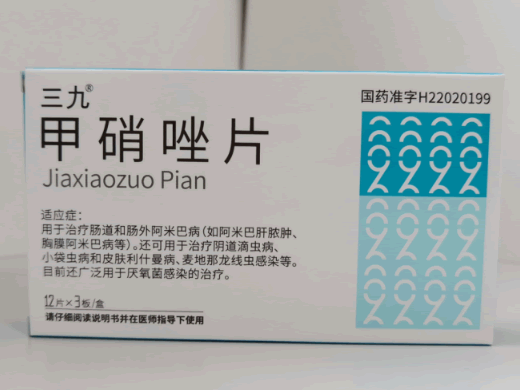 三九®
国药准字H22020199
甲硝唑片
Jiaxiaozuo Pian
适应症：
用于治疗肠道和肠外阿米巴病(如阿米巴肝脓肿、
胸膜阿米巴病等)。还可用于治疗阴道滴虫病、
小袋虫病和皮肤利什曼病、麦地那龙线虫感染等。
目前还广泛用于厌氧菌感染的治疗。
12片×3板/盒
请仔细阅读说明书并在医师指导下使用